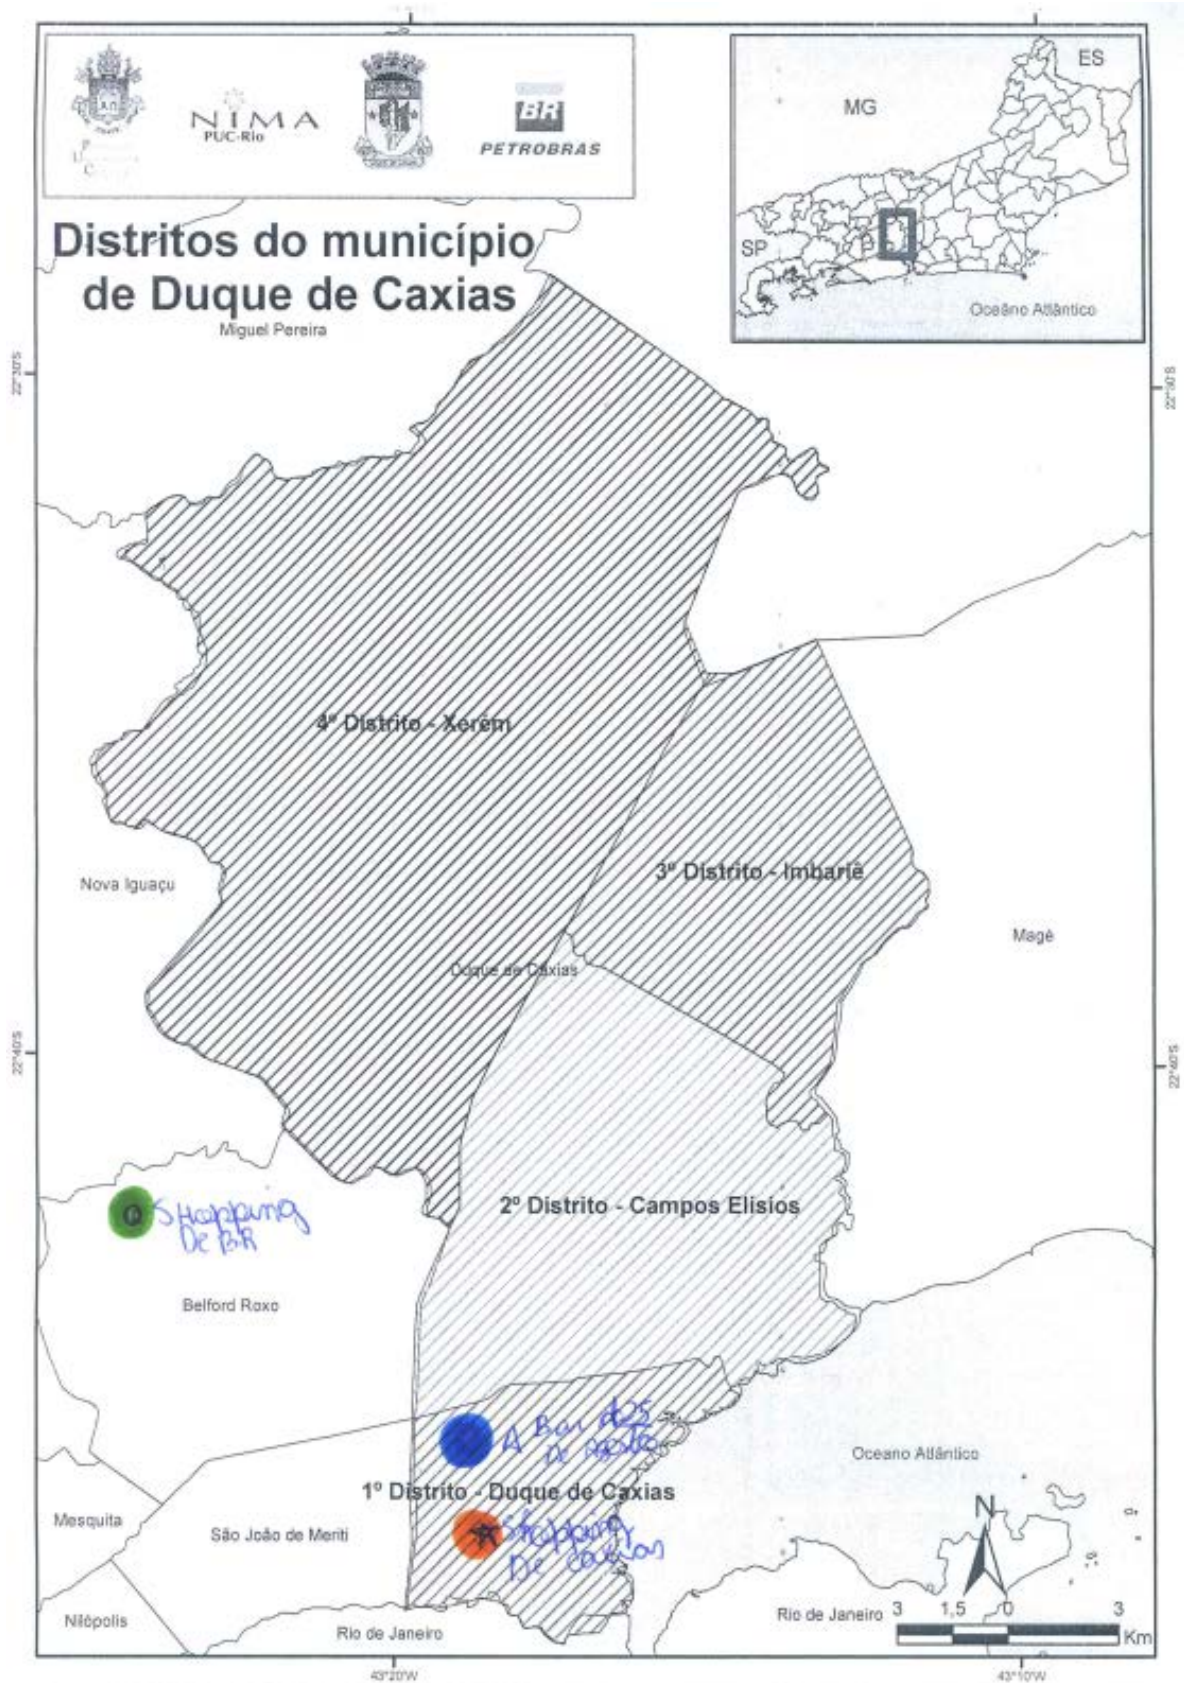 NIMA
PUC-Rio
BR
PETROBRAS
Distritos do município
de Duque de Caxias
MG
ES
SP
Oceâno Atlântico
Miguel Pereira
22°30'S
22°30'S
4º Distrito - Xerém
3º Distrito - Imbariê
Nova Iguaçu
Magé
Duque de Caxias
22°40'S
22°40'S
Shopping
De BR
2º Distrito - Campos Elisios
Belford Roxo
A Bar 25
De Agosto
Oceano Atlântico
1º Distrito - Duque de Caxias
Mesquita
São João de Meriti
Shopping
De caxias
N
Nilópolis
Rio de Janeiro
Rio de Janeiro
3 1,5 0 3
Km
43°20'W
43°10'W